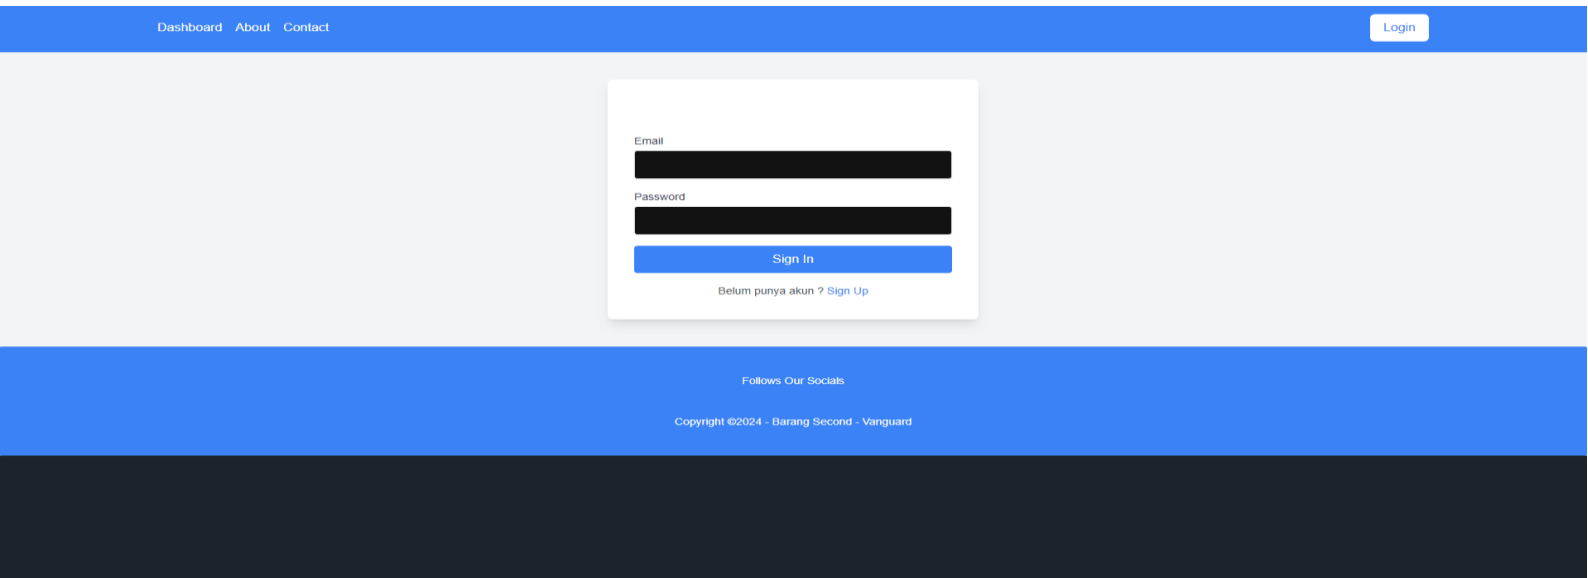 Dashboard About Contact Login
Email
Password
Sign In
Belum punya akun ? Sign Up
Follows Our Socials
Copyright ©2024 - Barang Second - Vanguard